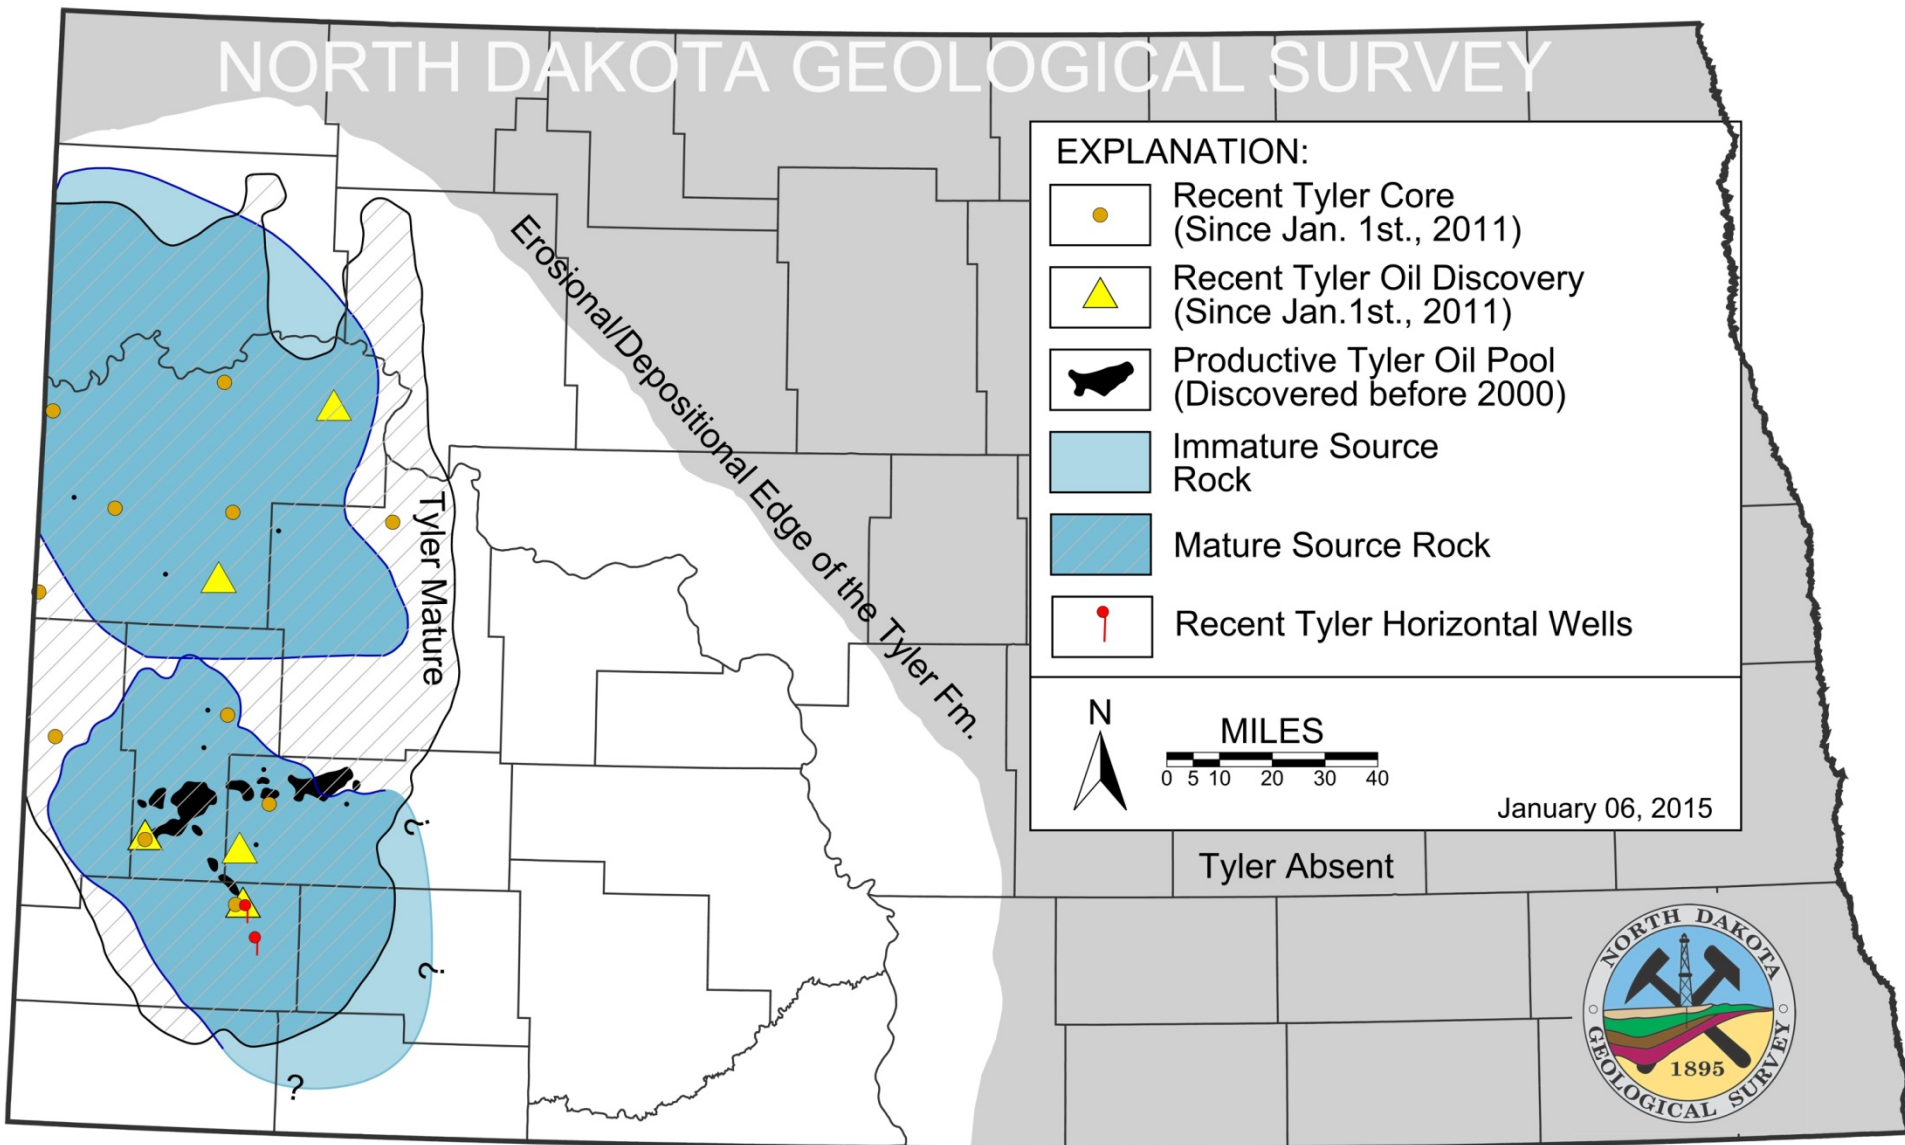 NORTH DAKOTA GEOLOGICAL SURVEY
EXPLANATION:
Recent Tyler Core
(Since Jan. 1st., 2011)
Recent Tyler Oil Discovery
(Since Jan.1st., 2011)
Productive Tyler Oil Pool
(Discovered before 2000)
Immature Source
Rock
Mature Source Rock
Recent Tyler Horizontal Wells
N
MILES
0 5 10 20 30 40
January 06, 2015
Erosional/Depositional Edge of the Tyler Fm.
Tyler Mature
?
?
?
Tyler Absent
NORTH DAKOTA
GEOLOGICAL SURVEY
1895